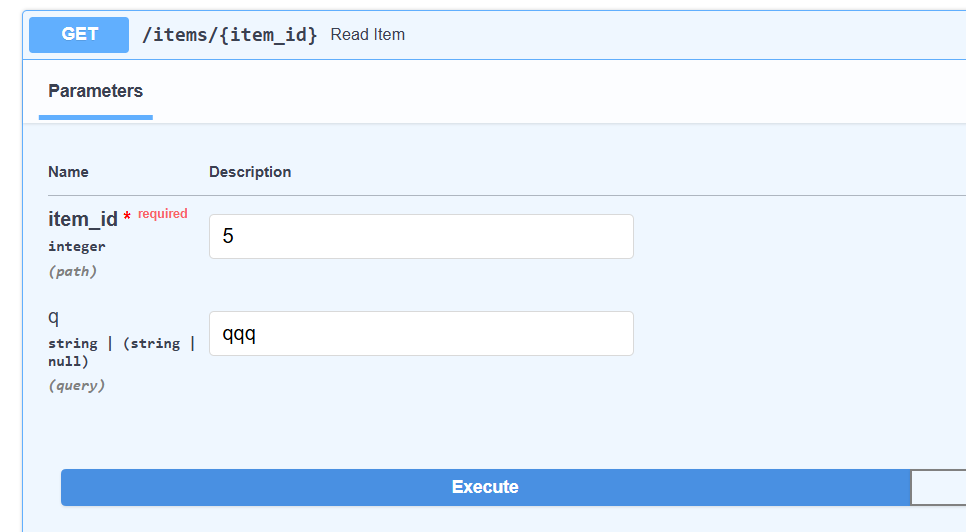 GET /items/{item_id} Read Item
Parameters
Name Description
item_id * required
integer
(path)
5
q
string | (string |
null)
(query)
qqq
Execute